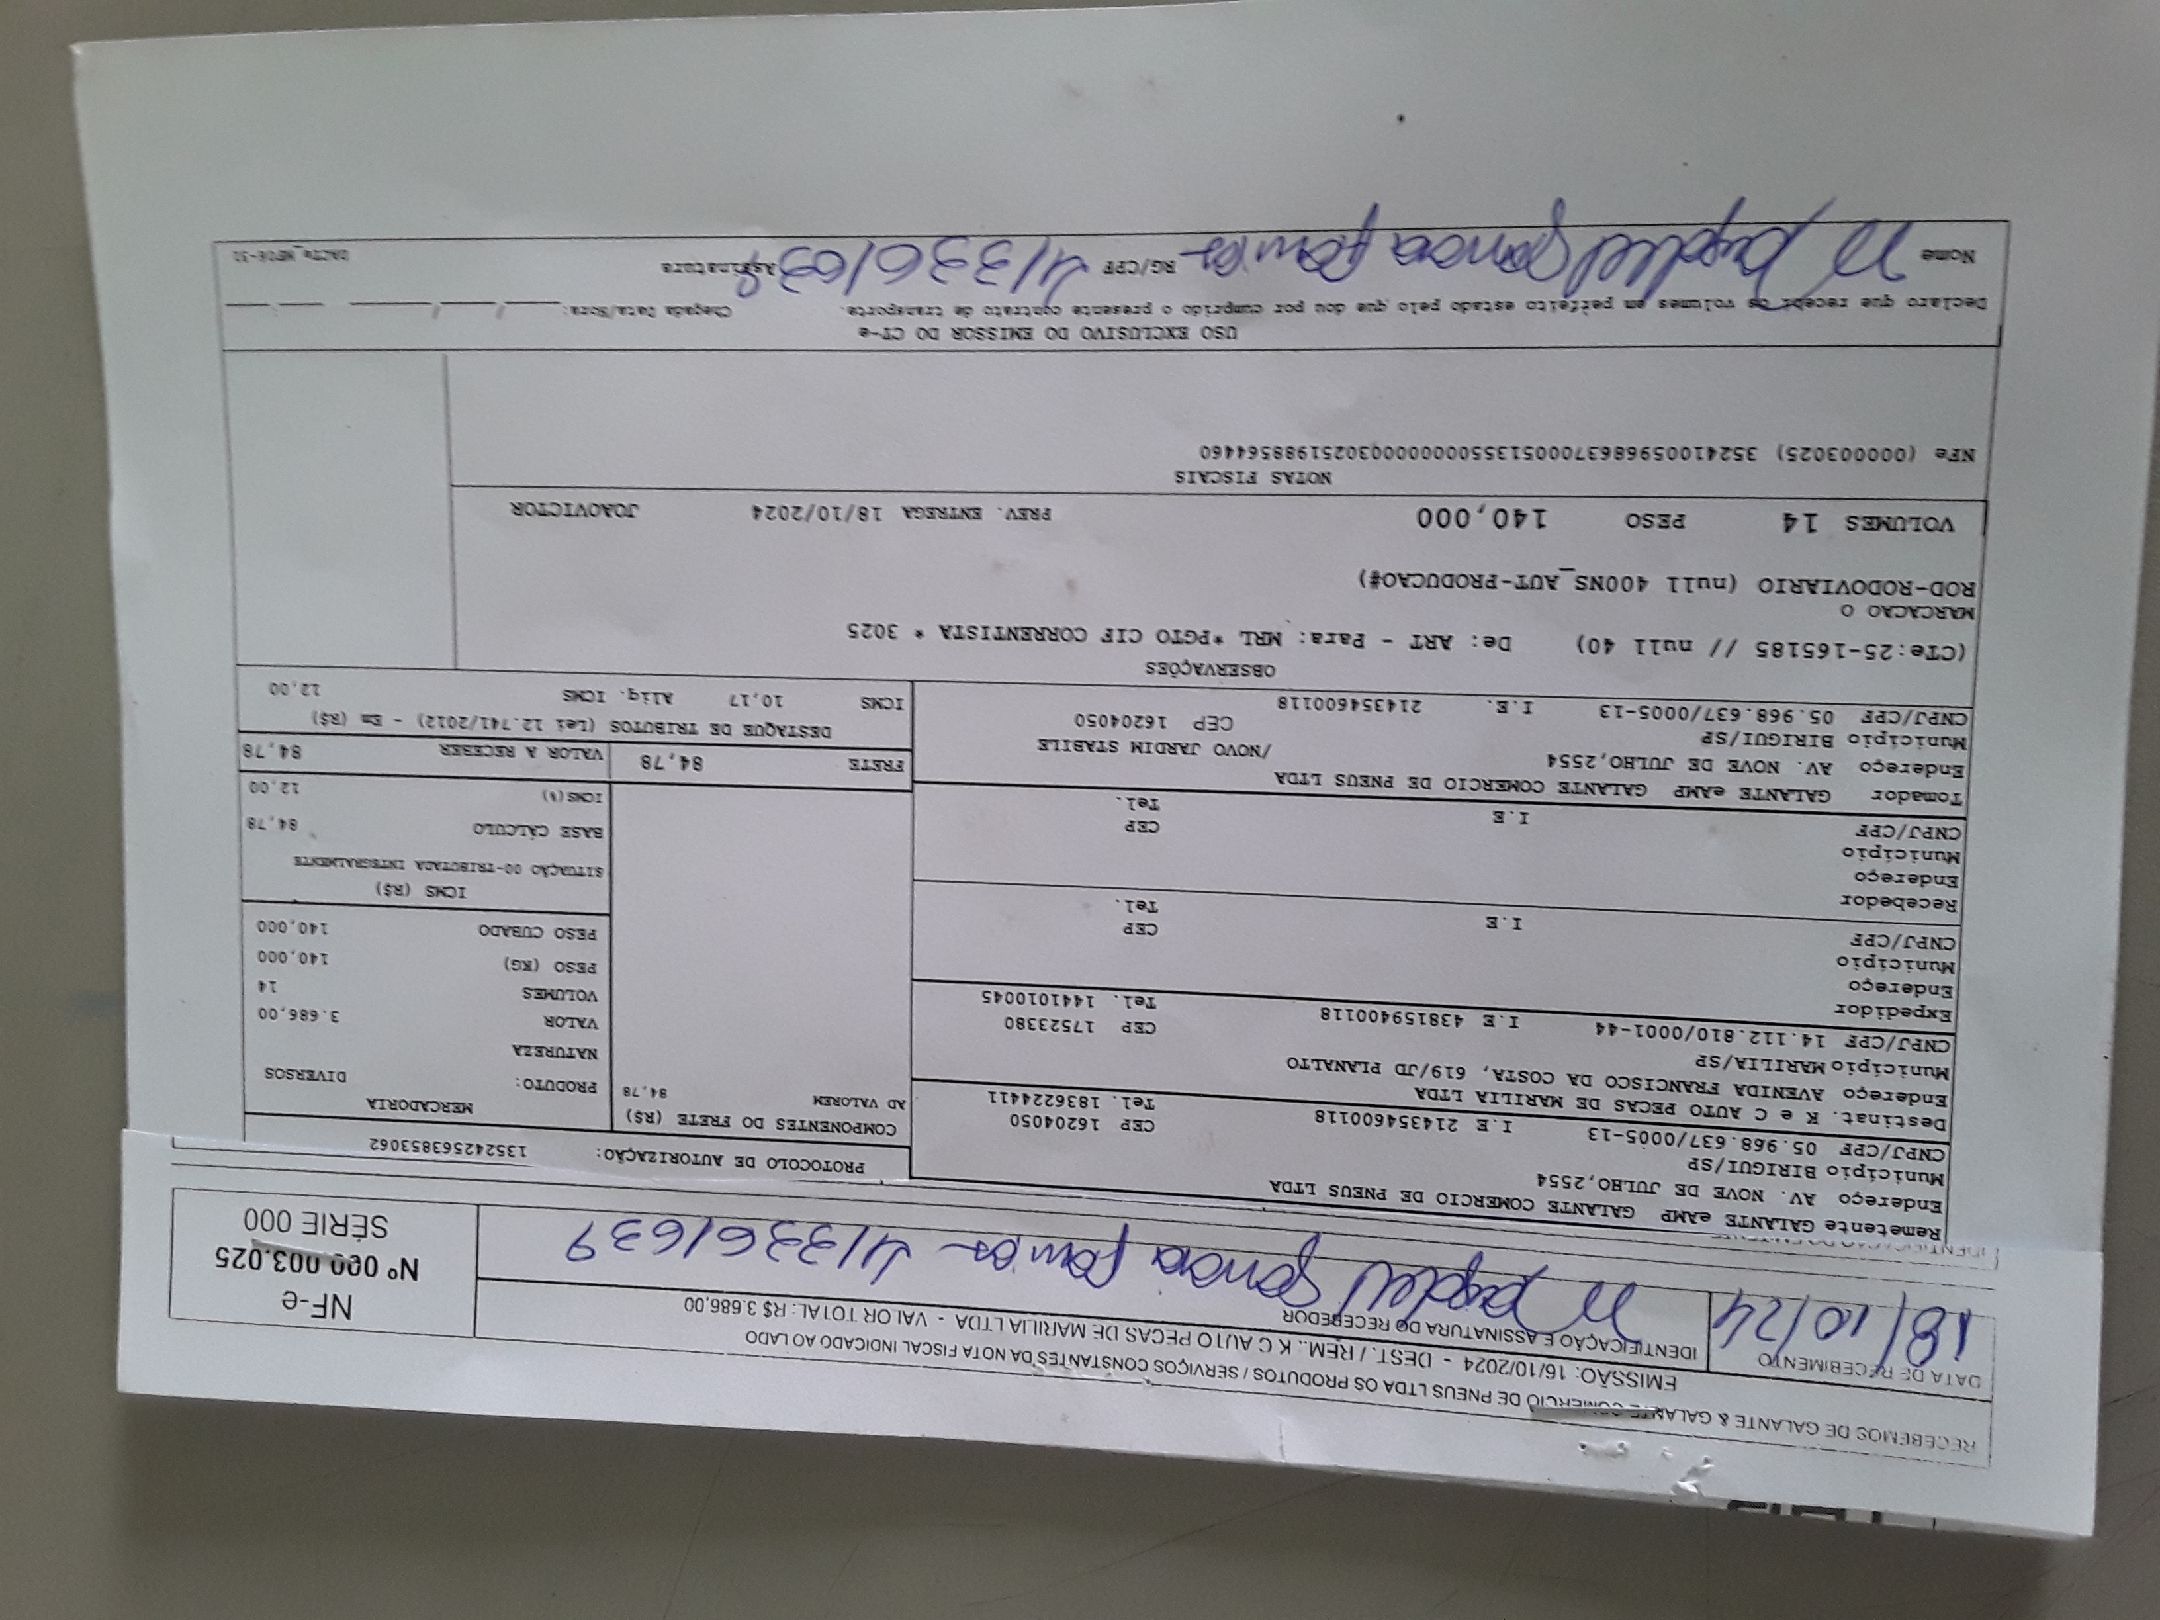 RECEBEMOS DE GALANTE & GALANTE COMERCIO DE PNEUS LTDA OS PRODUTOS / SERVIÇOS CONSTANTES DA NOTA FISCAL INDICADO AO LADO
EMISSÃO: 16/10/2024 - DEST. / REM.: K C AUTO PECAS DE MARILIA LTDA - VALOR TOTAL: R$ 3.686,00
DATA DE RECEBIMENTO
18/10/24
IDENTIFICAÇÃO E ASSINATURA DO RECEBEDOR
413361639
NF-e
Nº 000.003.025
SÉRIE 000
Remetente GALANTE eAMP GALANTE COMERCIO DE PNEUS LTDA
Endereço AV. NOVE DE JULHO,2554
Município BIRIGUI/SP CEP 16204050
CNPJ/CPF 05.968.637/0005-13 I.E 214354600118 Tel. 1836224411
Destinat. K e K C AUTO PECAS DE MARILIA LTDA
Endereço AVENIDA FRANCISCO DA COSTA, 619/JD PLANALTO
Município MARILIA/SP CEP 17523380
CNPJ/CPF 14.112.810/0001-44 I.E 438159400118 Tel. 1441010045
Expedidor
Endereço
Município CEP
CNPJ/CPF I.E Tel.
Recebedor
Endereço
Município CEP
CNPJ/CPF I.E Tel.
Tomador GALANTE eAMP GALANTE COMERCIO DE PNEUS LTDA
Endereço AV. NOVE DE JULHO,2554 /NOVO JARDIM STABILE
Município BIRIGUI/SP CEP 16204050
CNPJ/CPF 05.968.637/0005-13 I.E. 214354600118
PROTOCOLO DE AUTORIZAÇÃO: 135242563853062
COMPONENTES DO FRETE (R$)
AD VALOREM 84,78
MERCADORIA
PRODUTO: DIVERSOS
NATUREZA
VALOR 3.686,00
VOLUMES 14
PESO (KG) 140,000
PESO CUBADO 140,000
ICMS (R$)
SITUAÇÃO 00-TRIBUTACA INTEGRALMENTE
BASE CÁLCULO 84,78
ICMS(%) 12,00
FRETE 84,78 VALOR A RECEBER 84,78
DESTAQUE DE TRIBUTOS (Lei 12.741/2012) - Em (R$)
ICMS 10,17 Aliq. ICMS 12,00
OBSERVAÇÕES
(CTe:25-165185 // null 40) De: ART - Para: MRL *PGTO CIF CORRENTISTA * 3025
MARCACAO O
ROD-RODOVIARIO (null 400NS_AUT-PRODUCAO#)
VOLUMES 14 PESO 140,000 PREV. ENTREGA 18/10/2024 JOAOVICTOR
NOTAS FISCAIS
NFe (000003025) 35241005968637000513550000000030251988564460
USO EXCLUSIVO DO EMISSOR DO CT-e
Declaro que recebi os volumes em perfeito estado pelo que dou por cumprido o presente contrato de transporte. Chegada Data/Hora: / /
Nome RG/CPF 413361639 Assinatura